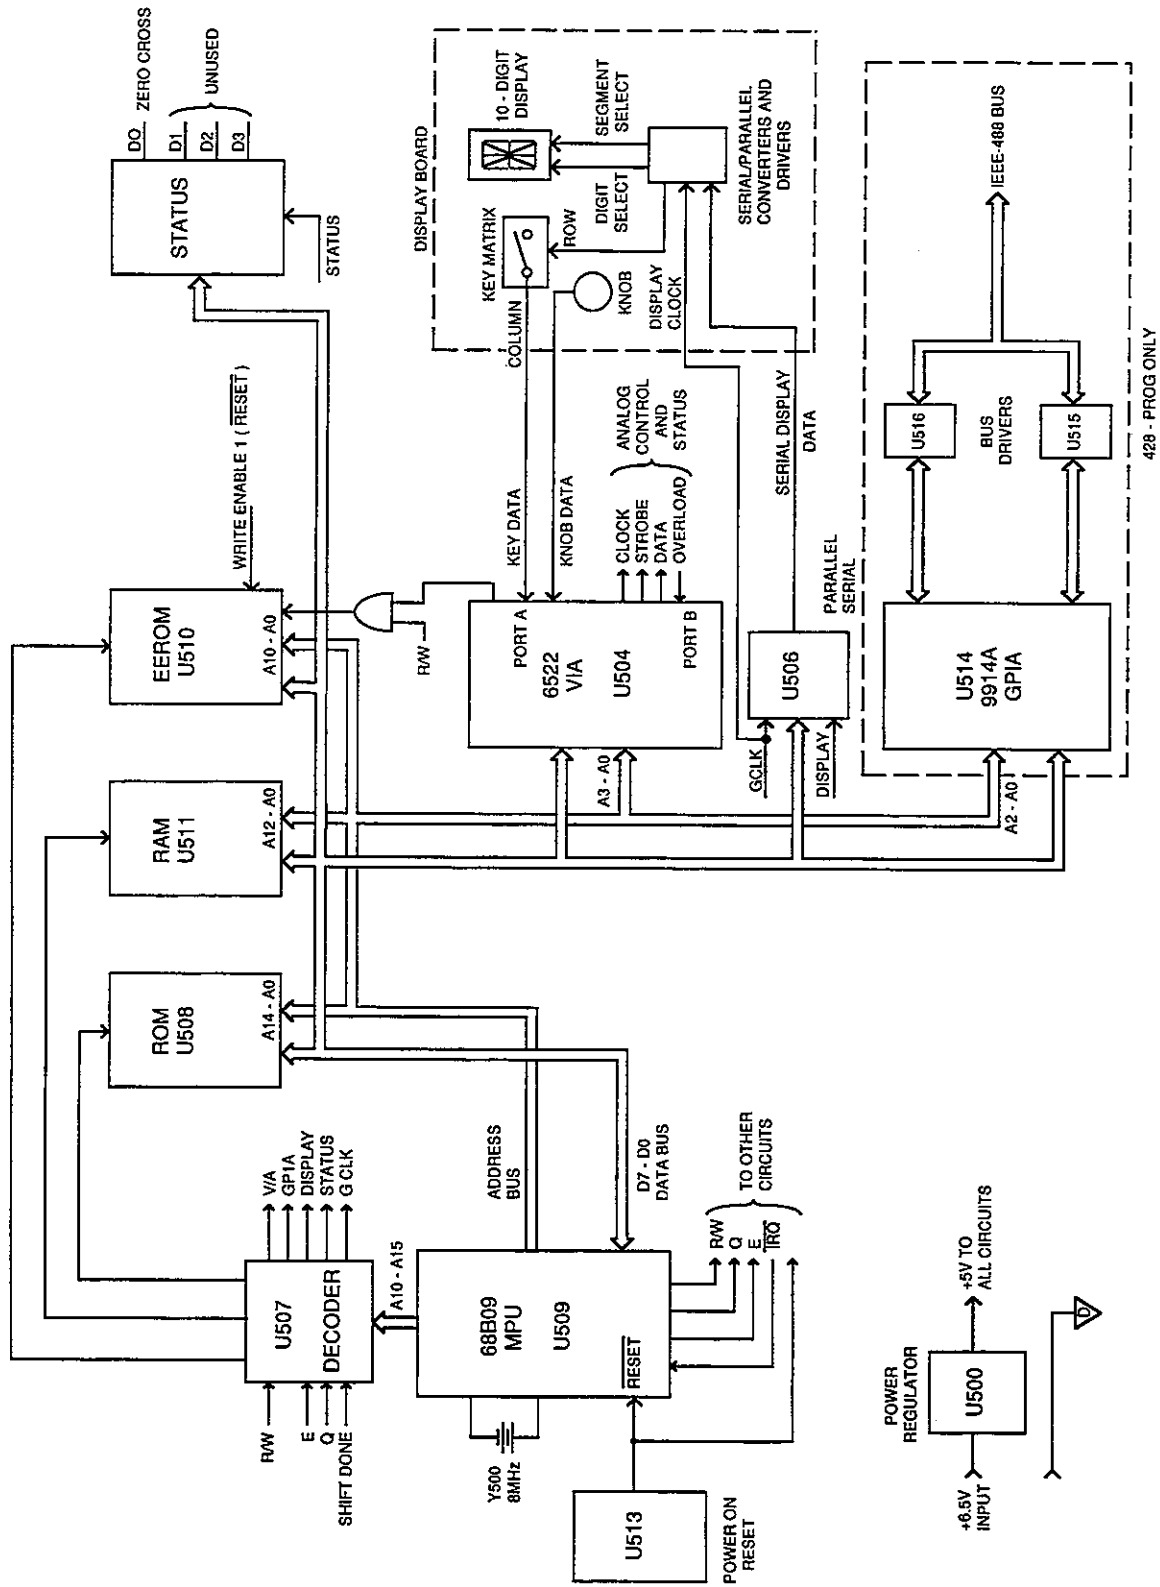 R/W
E
Q
SHIFT DONE
U507
DECODER
V/A
GP1A
DISPLAY
STATUS
G CLK
A10 - A15
ROM
U508
A14 - A0
RAM
U511
A12 - A0
EEROM
U510
A10 - A0
WRITE ENABLE 1 ( RESET )
STATUS
DO
ZERO CROSS
D1
D2
D3
UNUSED
STATUS
Y500
8MHz
68B09
MPU
U509
RESET
ADDRESS
BUS
D7 - D0
DATA BUS
R/W
Q
E
IRQ
TO OTHER
CIRCUITS
U513
POWER ON
RESET
R/W
PORT A
6522
VIA
U504
PORT B
A3 - A0
KEY DATA
KNOB DATA
CLOCK
STROBE
DATA
OVERLOAD
ANALOG
CONTROL
AND
STATUS
DISPLAY BOARD
KEY MATRIX
COLUMN
ROW
KNOB
10 - DIGIT
DISPLAY
DIGIT
SELECT
SEGMENT
SELECT
DISPLAY
CLOCK
SERIAL/PARALLEL
CONVERTERS AND
DRIVERS
GCLK
DISPLAY
U506
PARALLEL
SERIAL
SERIAL DISPLAY
DATA
A2 - A0
U514
9914A
GPIA
U516
BUS
DRIVERS
U515
IEEE-488 BUS
428 - PROG ONLY
+6.5V
INPUT
POWER
REGULATOR
U500
+5V TO
ALL CIRCUITS
D